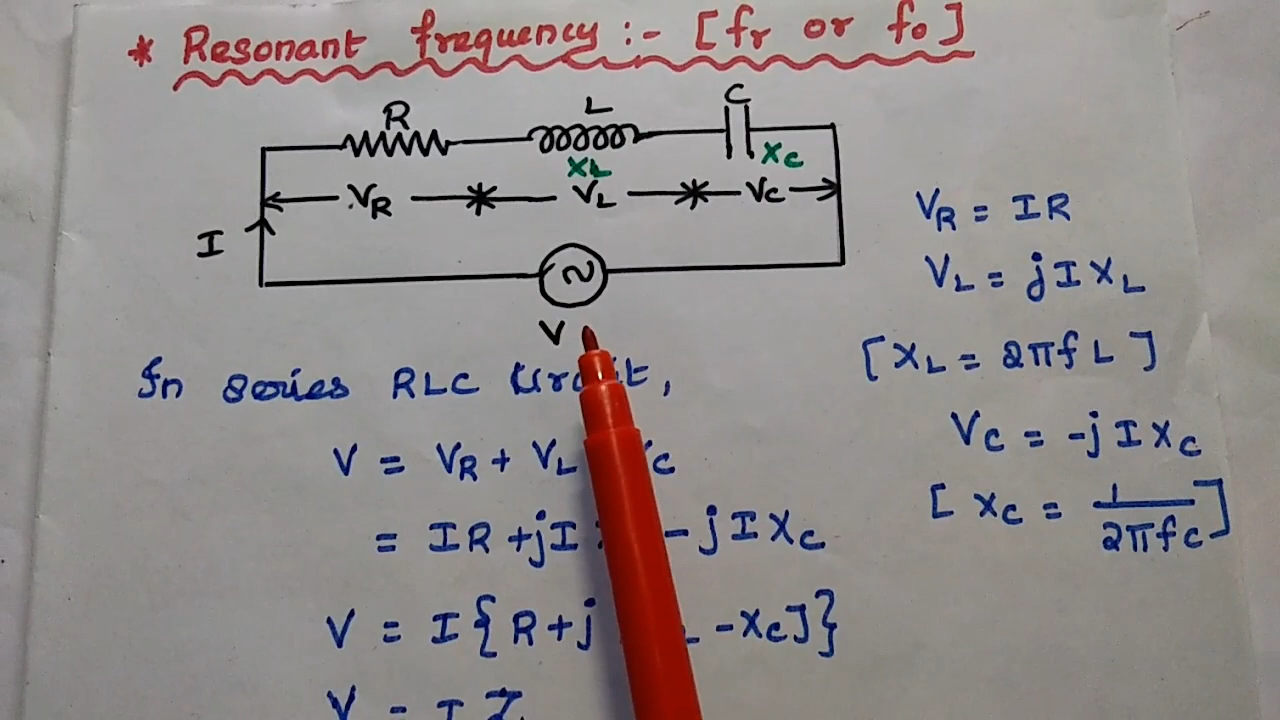 * Resonant frequency :- [fr or fo]
R L C
XL XC
VR VL VC
I
V
VR = IR
VL = jIXL
[XL = 2πfL]
VC = -jIXC
[XC = 1/2πfC]
In series RLC
V = VR + VL
= IR + jI - jIXC
V = I{R + j - XC]}
V = IZ